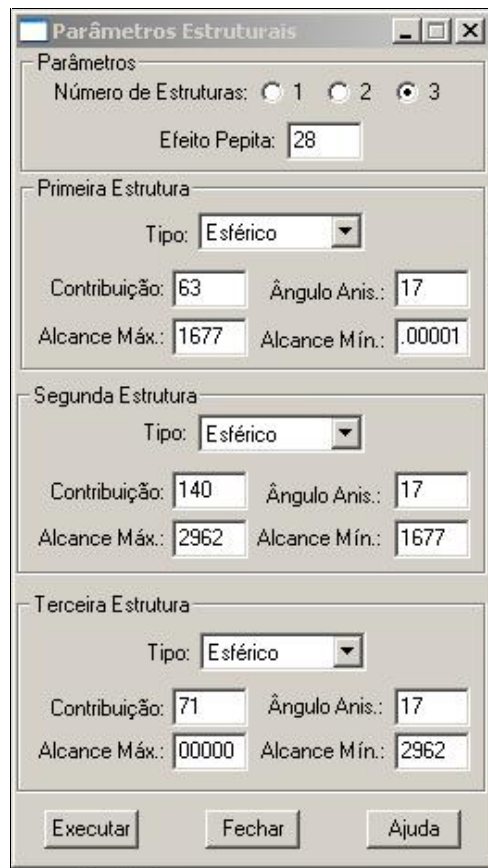 Parâmetros Estruturais
Parâmetros
Número de Estruturas: 1 2 3
Efeito Pepita: 28
Primeira Estrutura
Tipo: Esférico
Contribuição: 63 Ângulo Anis.: 17
Alcance Máx.: 1677 Alcance Mín.: .00001
Segunda Estrutura
Tipo: Esférico
Contribuição: 140 Ângulo Anis.: 17
Alcance Máx.: 2962 Alcance Mín.: 1677
Terceira Estrutura
Tipo: Esférico
Contribuição: 71 Ângulo Anis.: 17
Alcance Máx.: 00000 Alcance Mín.: 2962
Executar Fechar Ajuda